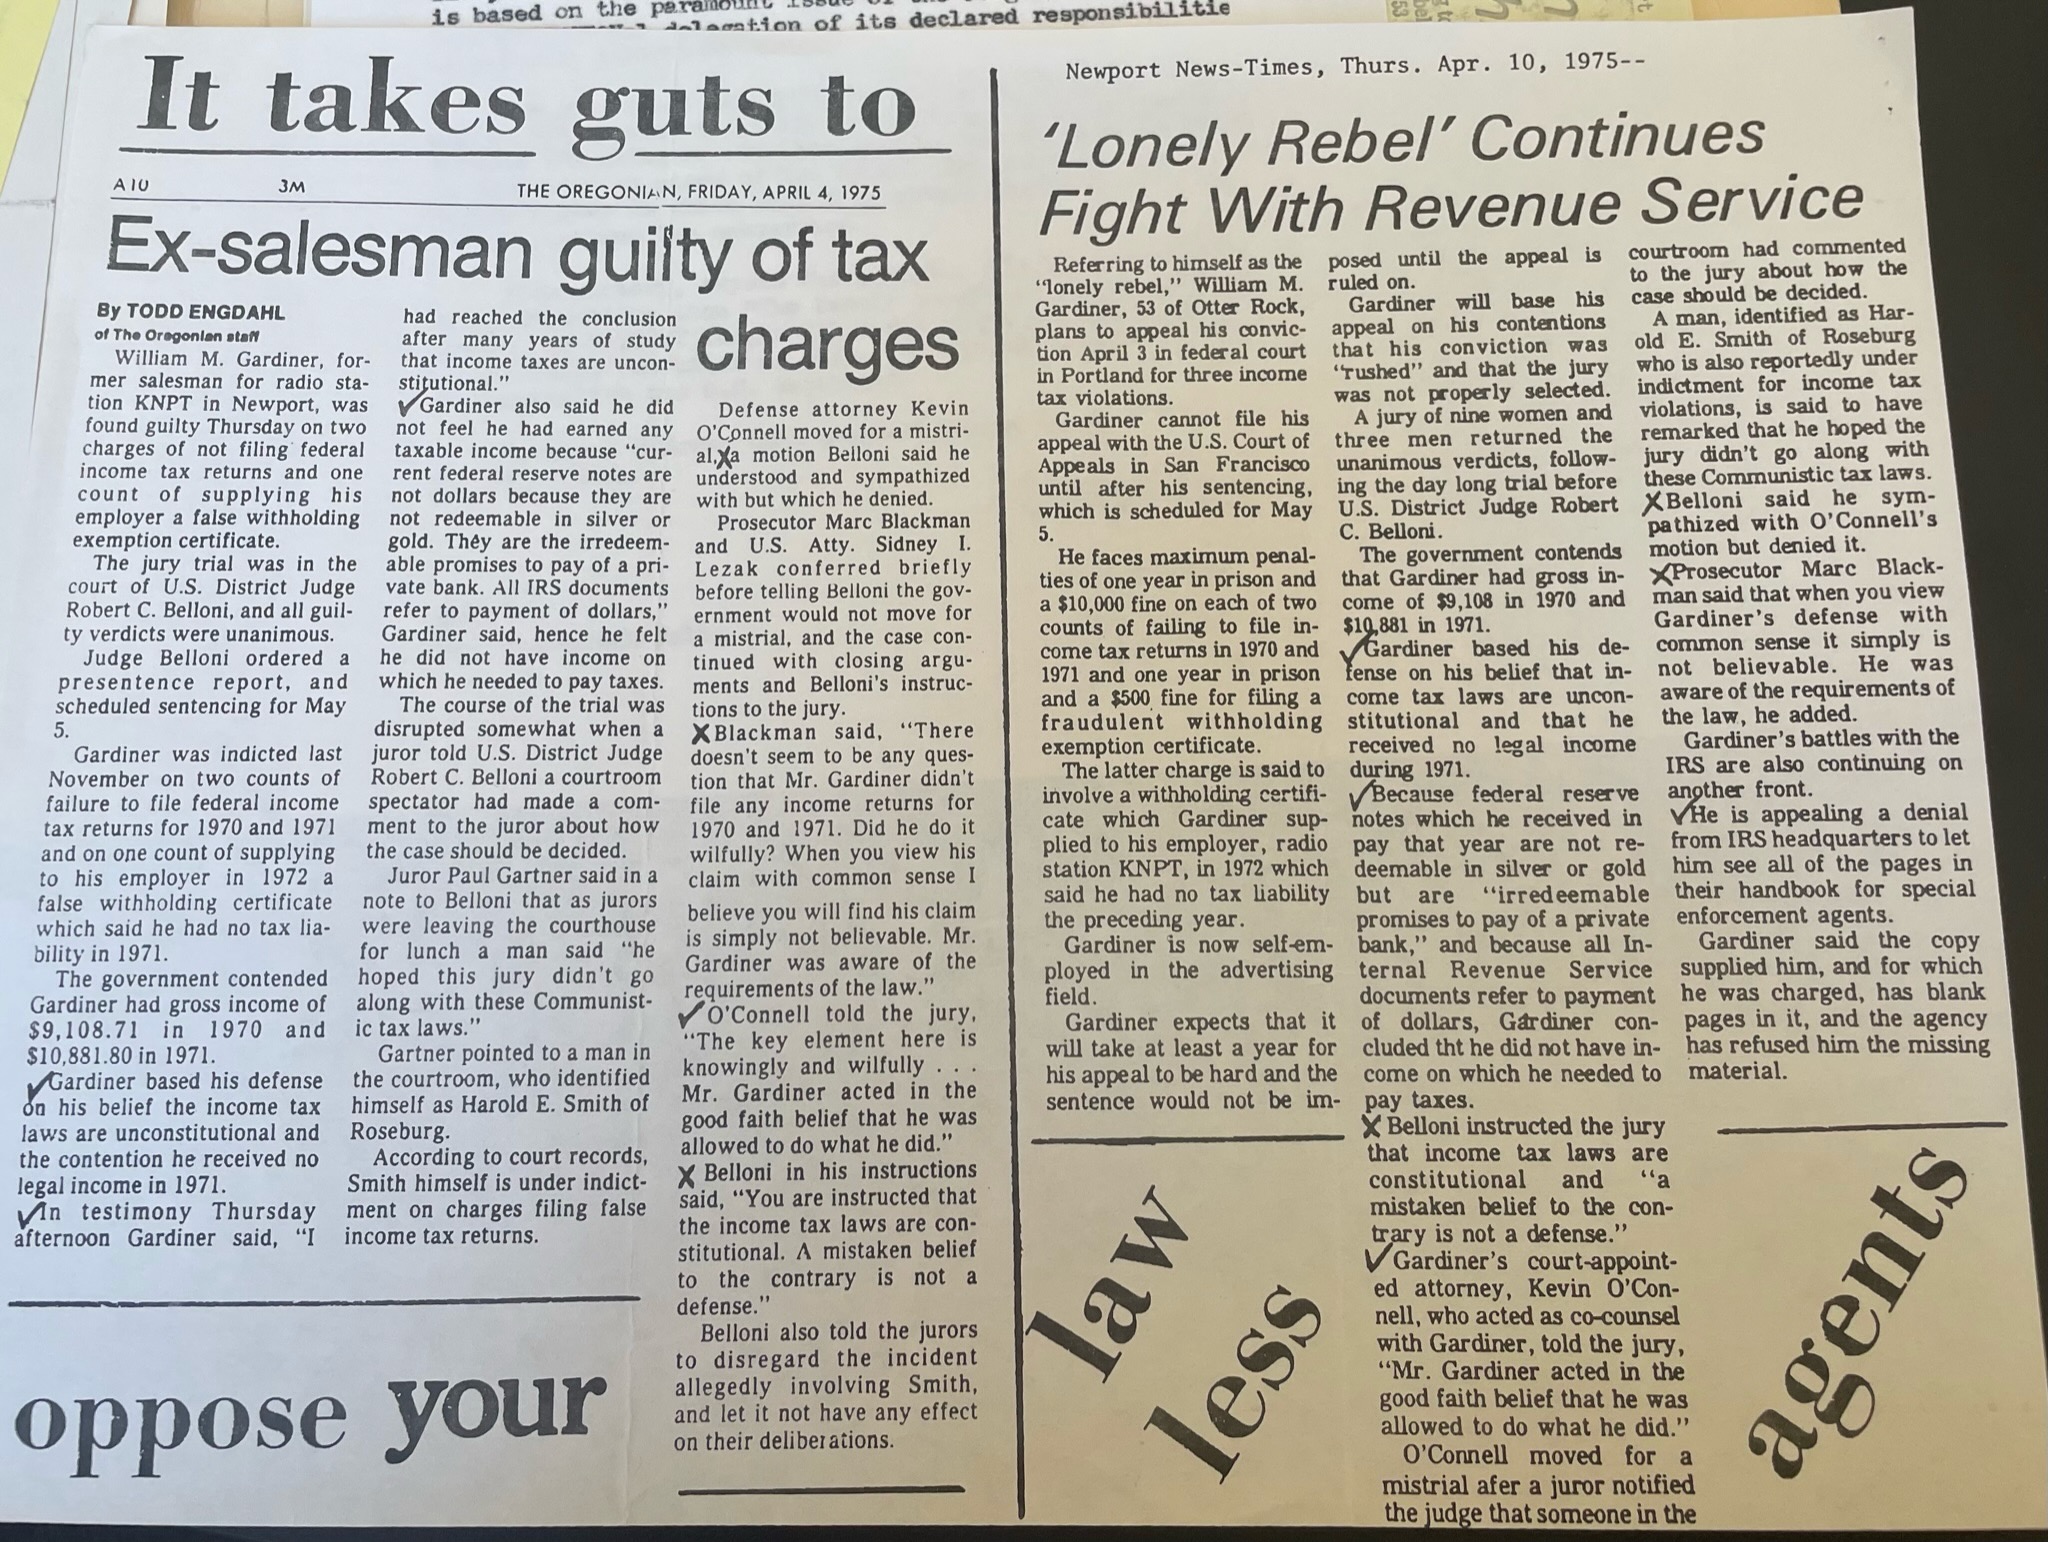 is based on the paramount issue of the
delegation of its declared responsibilitie
It takes guts to
A10 3M THE OREGONIAN, FRIDAY, APRIL 4, 1975
Ex-salesman guilty of tax
charges
By TODD ENGDAHL
of The Oregonian staff
William M. Gardiner, for-
mer salesman for radio sta-
tion KNPT in Newport, was
found guilty Thursday on two
charges of not filing federal
income tax returns and one
count of supplying his
employer a false withholding
exemption certificate.
The jury trial was in the
court of U.S. District Judge
Robert C. Belloni, and all guil-
ty verdicts were unanimous.
Judge Belloni ordered a
presentence report, and
scheduled sentencing for May
5.
Gardiner was indicted last
November on two counts of
failure to file federal income
tax returns for 1970 and 1971
and on one count of supplying
to his employer in 1972 a
false withholding certificate
which said he had no tax lia-
bility in 1971.
The government contended
Gardiner had gross income of
$9,108.71 in 1970 and
$10,881.80 in 1971.
✓Gardiner based his defense
on his belief the income tax
laws are unconstitutional and
the contention he received no
legal income in 1971.
✓In testimony Thursday
afternoon Gardiner said, "I
had reached the conclusion
after many years of study
that income taxes are uncon-
stitutional."
✓Gardiner also said he did
not feel he had earned any
taxable income because "cur-
rent federal reserve notes are
not dollars because they are
not redeemable in silver or
gold. They are the irredeem-
able promises to pay of a pri-
vate bank. All IRS documents
refer to payment of dollars,"
Gardiner said, hence he felt
he did not have income on
which he needed to pay taxes.
The course of the trial was
disrupted somewhat when a
juror told U.S. District Judge
Robert C. Belloni a courtroom
spectator had made a com-
ment to the juror about how
the case should be decided.
Juror Paul Gartner said in a
note to Belloni that as jurors
were leaving the courthouse
for lunch a man said "he
hoped this jury didn't go
along with these Communist-
ic tax laws."
Gartner pointed to a man in
the courtroom, who identified
himself as Harold E. Smith of
Roseburg.
According to court records,
Smith himself is under indict-
ment on charges filing false
income tax returns.
Defense attorney Kevin
O'Connell moved for a mistri-
al, X a motion Belloni said he
understood and sympathized
with but which he denied.
Prosecutor Marc Blackman
and U.S. Atty. Sidney I.
Lezak conferred briefly
before telling Belloni the gov-
ernment would not move for
a mistrial, and the case con-
tinued with closing argu-
ments and Belloni's instruc-
tions to the jury.
X Blackman said, "There
doesn't seem to be any ques-
tion that Mr. Gardiner didn't
file any income returns for
1970 and 1971. Did he do it
wilfully? When you view his
claim with common sense I
believe you will find his claim
is simply not believable. Mr.
Gardiner was aware of the
requirements of the law."
✓O'Connell told the jury,
"The key element here is
knowingly and wilfully . . .
Mr. Gardiner acted in the
good faith belief that he was
allowed to do what he did."
X Belloni in his instructions
said, "You are instructed that
the income tax laws are con-
stitutional. A mistaken belief
to the contrary is not a
defense."
Belloni also told the jurors
to disregard the incident
allegedly involving Smith,
and let it not have any effect
on their deliberations.
oppose your
Newport News-Times, Thurs. Apr. 10, 1975--
'Lonely Rebel' Continues
Fight With Revenue Service
Referring to himself as the
"lonely rebel," William M.
Gardiner, 53 of Otter Rock,
plans to appeal his convic-
tion April 3 in federal court
in Portland for three income
tax violations.
Gardiner cannot file his
appeal with the U.S. Court of
Appeals in San Francisco
until after his sentencing,
which is scheduled for May
5.
He faces maximum penal-
ties of one year in prison and
a $10,000 fine on each of two
counts of failing to file in-
come tax returns in 1970 and
1971 and one year in prison
and a $500 fine for filing a
fraudulent withholding
exemption certificate.
The latter charge is said to
involve a withholding certifi-
cate which Gardiner sup-
plied to his employer, radio
station KNPT, in 1972 which
said he had no tax liability
the preceding year.
Gardiner is now self-em-
ployed in the advertising
field.
Gardiner expects that it
will take at least a year for
his appeal to be hard and the
sentence would not be im-
posed until the appeal is
ruled on.
Gardiner will base his
appeal on his contentions
that his conviction was
"rushed" and that the jury
was not properly selected.
A jury of nine women and
three men returned the
unanimous verdicts, follow-
ing the day long trial before
U.S. District Judge Robert
C. Belloni.
The government contends
that Gardiner had gross in-
come of $9,108 in 1970 and
$10,881 in 1971.
✓Gardiner based his de-
fense on his belief that in-
come tax laws are uncon-
stitutional and that he
received no legal income
during 1971.
✓Because federal reserve
notes which he received in
pay that year are not re-
deemable in silver or gold
but are "irredeemable
promises to pay of a private
bank," and because all In-
ternal Revenue Service
documents refer to payment
of dollars, Gardiner con-
cluded tht he did not have in-
come on which he needed to
pay taxes.
X Belloni instructed the jury
that income tax laws are
constitutional and "a
mistaken belief to the con-
trary is not a defense."
✓Gardiner's court-appoint-
ed attorney, Kevin O'Con-
nell, who acted as co-counsel
with Gardiner, told the jury,
"Mr. Gardiner acted in the
good faith belief that he was
allowed to do what he did."
O'Connell moved for a
mistrial afer a juror notified
the judge that someone in the
courtroom had commented
to the jury about how the
case should be decided.
A man, identified as Har-
old E. Smith of Roseburg
who is also reportedly under
indictment for income tax
violations, is said to have
remarked that he hoped the
jury didn't go along with
these Communistic tax laws.
X Belloni said he sym-
pathized with O'Connell's
motion but denied it.
X Prosecutor Marc Black-
man said that when you view
Gardiner's defense with
common sense it simply is
not believable. He was
aware of the requirements of
the law, he added.
Gardiner's battles with the
IRS are also continuing on
another front.
✓He is appealing a denial
from IRS headquarters to let
him see all of the pages in
their handbook for special
enforcement agents.
Gardiner said the copy
supplied him, and for which
he was charged, has blank
pages in it, and the agency
has refused him the missing
material.
law
less
agents